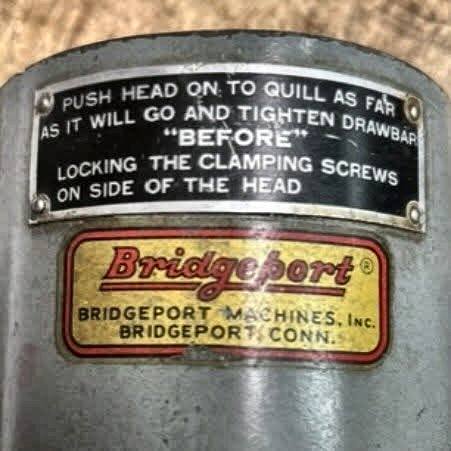 PUSH HEAD ON TO QUILL AS FAR
AS IT WILL GO AND TIGHTEN DRAWBAR
"BEFORE"
LOCKING THE CLAMPING SCREWS
ON SIDE OF THE HEAD
Bridgeport®
BRIDGEPORT MACHINES, INC.
BRIDGEPORT, CONN.